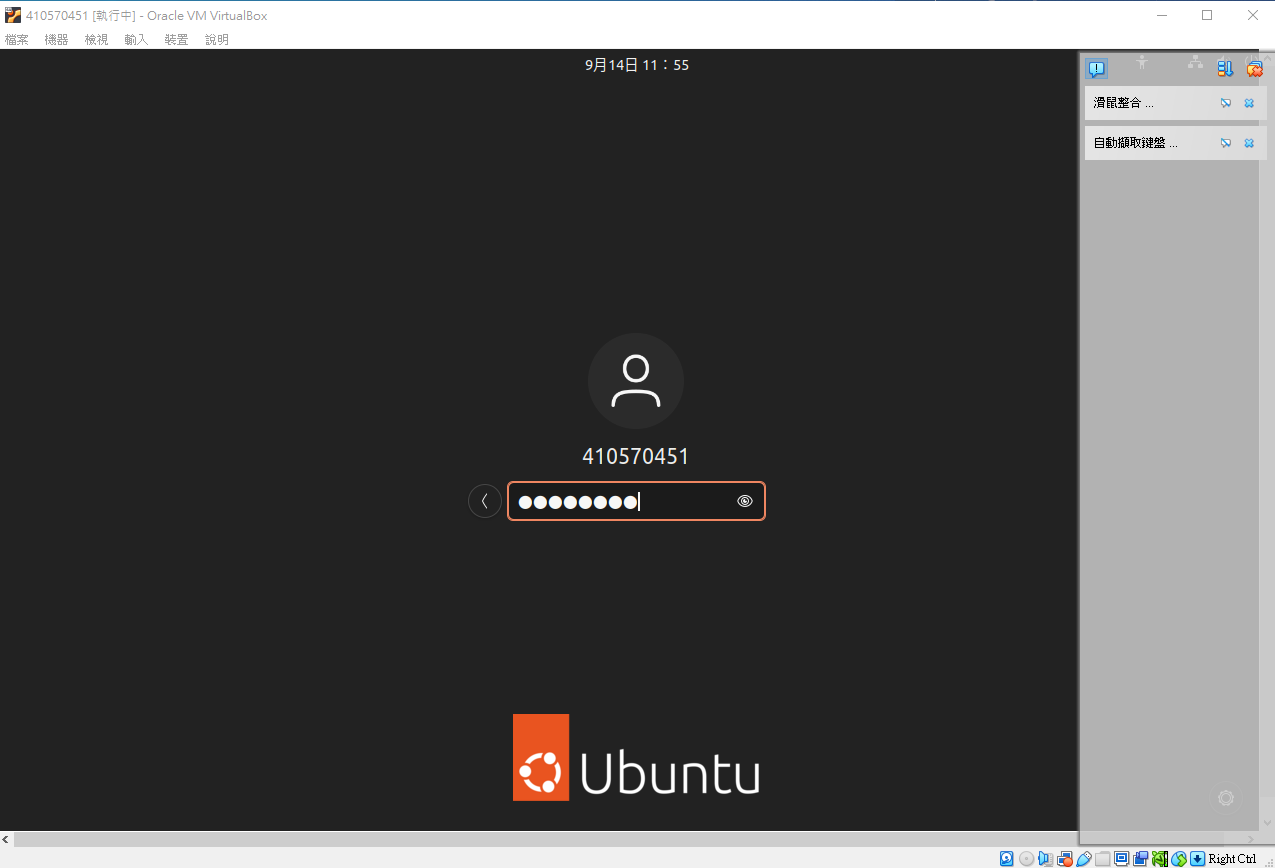 410570451 [執行中] - Oracle VM VirtualBox
檔案 機器 檢視 輸入 裝置 說明
9月14日 11：55
滑鼠整合 ...
自動擷取鍵盤 ...
410570451
Ubuntu
Right Ctrl